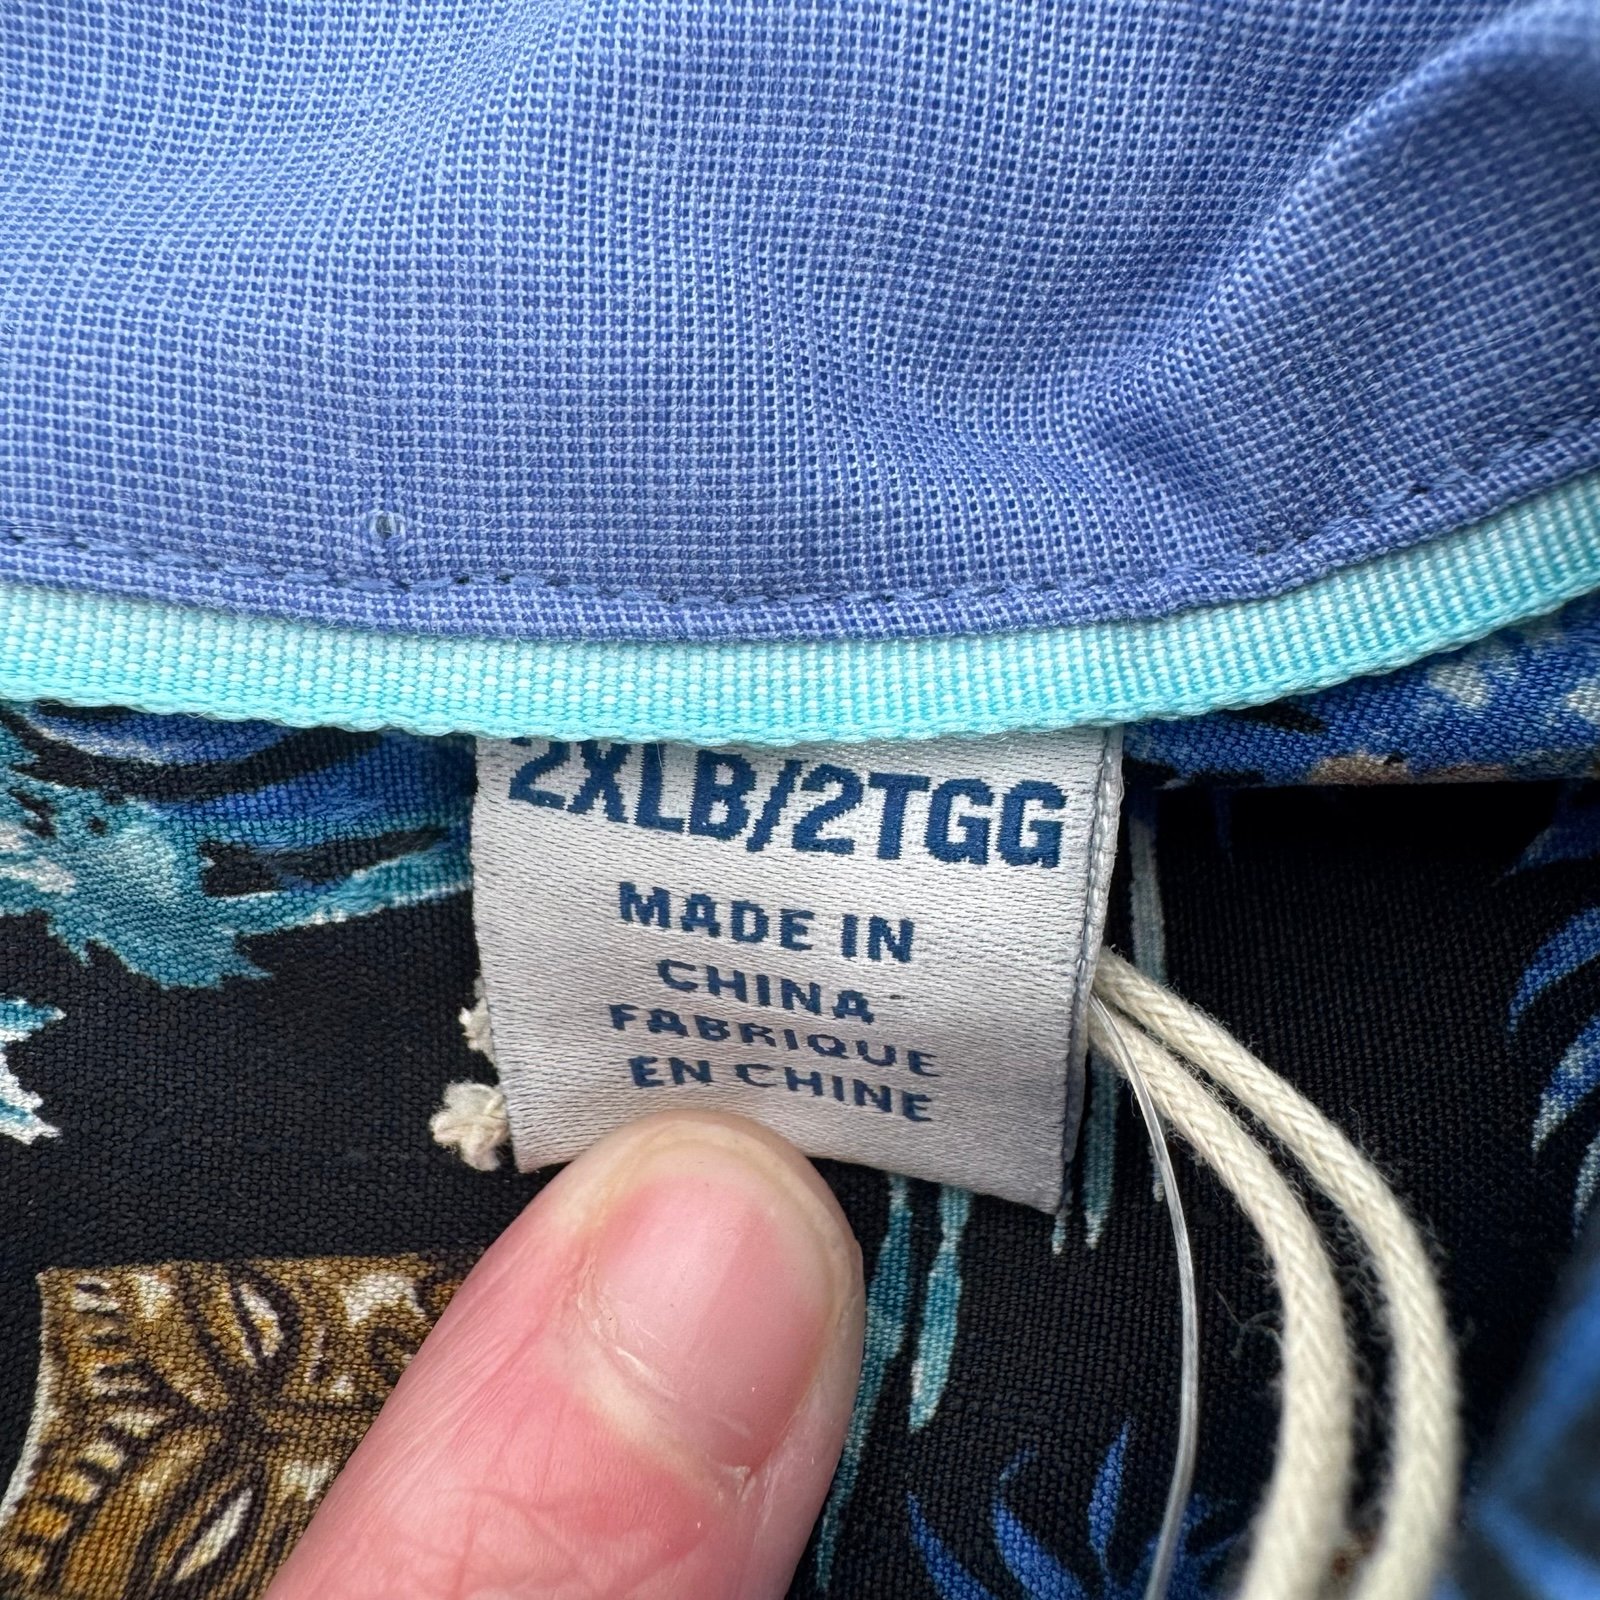 2XLB/2TGG
MADE IN
CHINA
FABRIQUE
EN CHINE